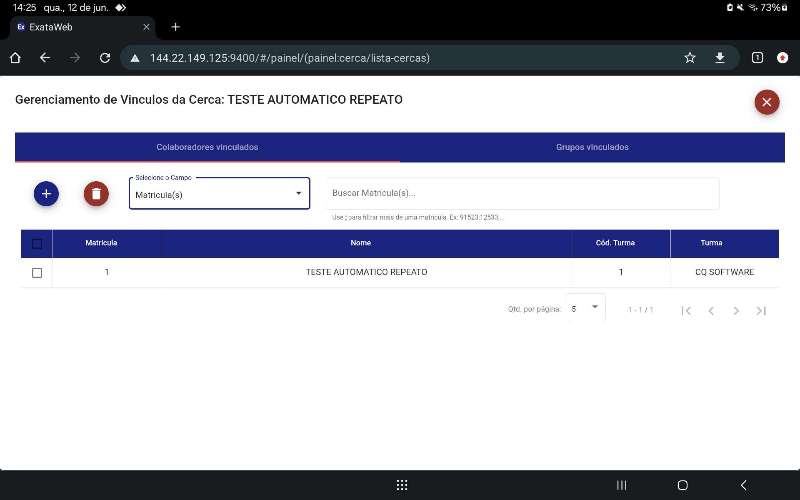 14:25 qua., 12 de jun. 73%
Ex ExataWeb
144.22.149.125:9400/#/painel/(painel:cerca/lista-cercas) 1
Gerenciamento de Vinculos da Cerca: TESTE AUTOMATICO REPEATO
Colaboradores vinculados Grupos vinculados
Selecione o Campo
Matricula(s) Buscar Matricula(s)...
Use ; para filtrar mais de uma matricula. Ex: 91523;12533;...
Matricula Nome Cód. Turma Turma
1 TESTE AUTOMATICO REPEATO 1 CQ SOFTWARE
Qtd. por página: 5 1 - 1 / 1